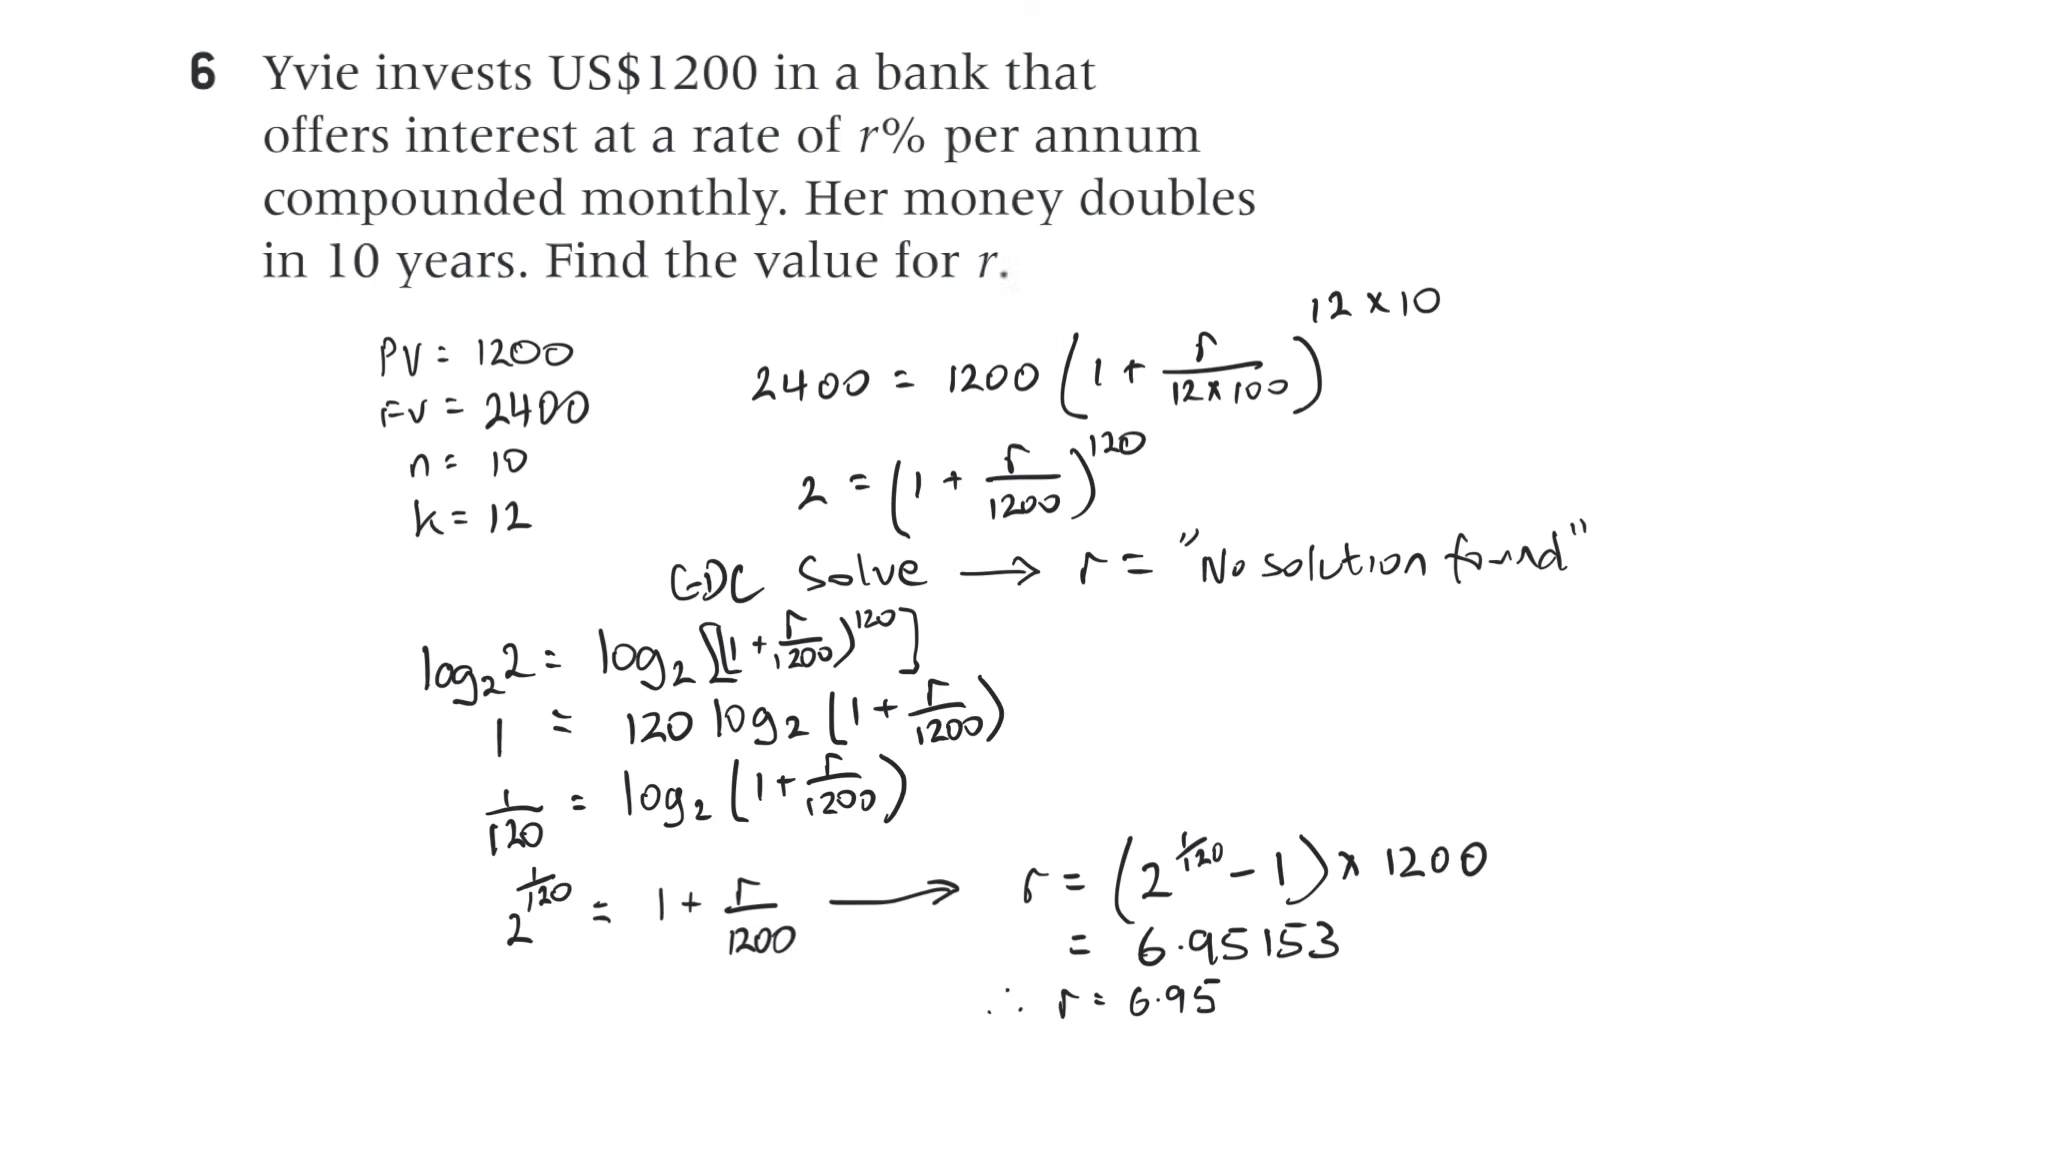 6 Yvie invests US$1200 in a bank that
offers interest at a rate of r% per annum
compounded monthly. Her money doubles
in 10 years. Find the value for r.
PV = 1200
FV = 2400
n = 10
k = 12
2400 = 1200 (1 + r/(12×100))^(12×10)
2 = (1 + r/1200)^120
GDC Solve → r = "No solution found"
log₂2 = log₂[(1 + r/1200)^120]
1 = 120 log₂(1 + r/1200)
1/120 = log₂(1 + r/1200)
2^(1/120) = 1 + r/1200 → r = (2^(1/120) - 1) × 1200
= 6.95153
∴ r = 6.95